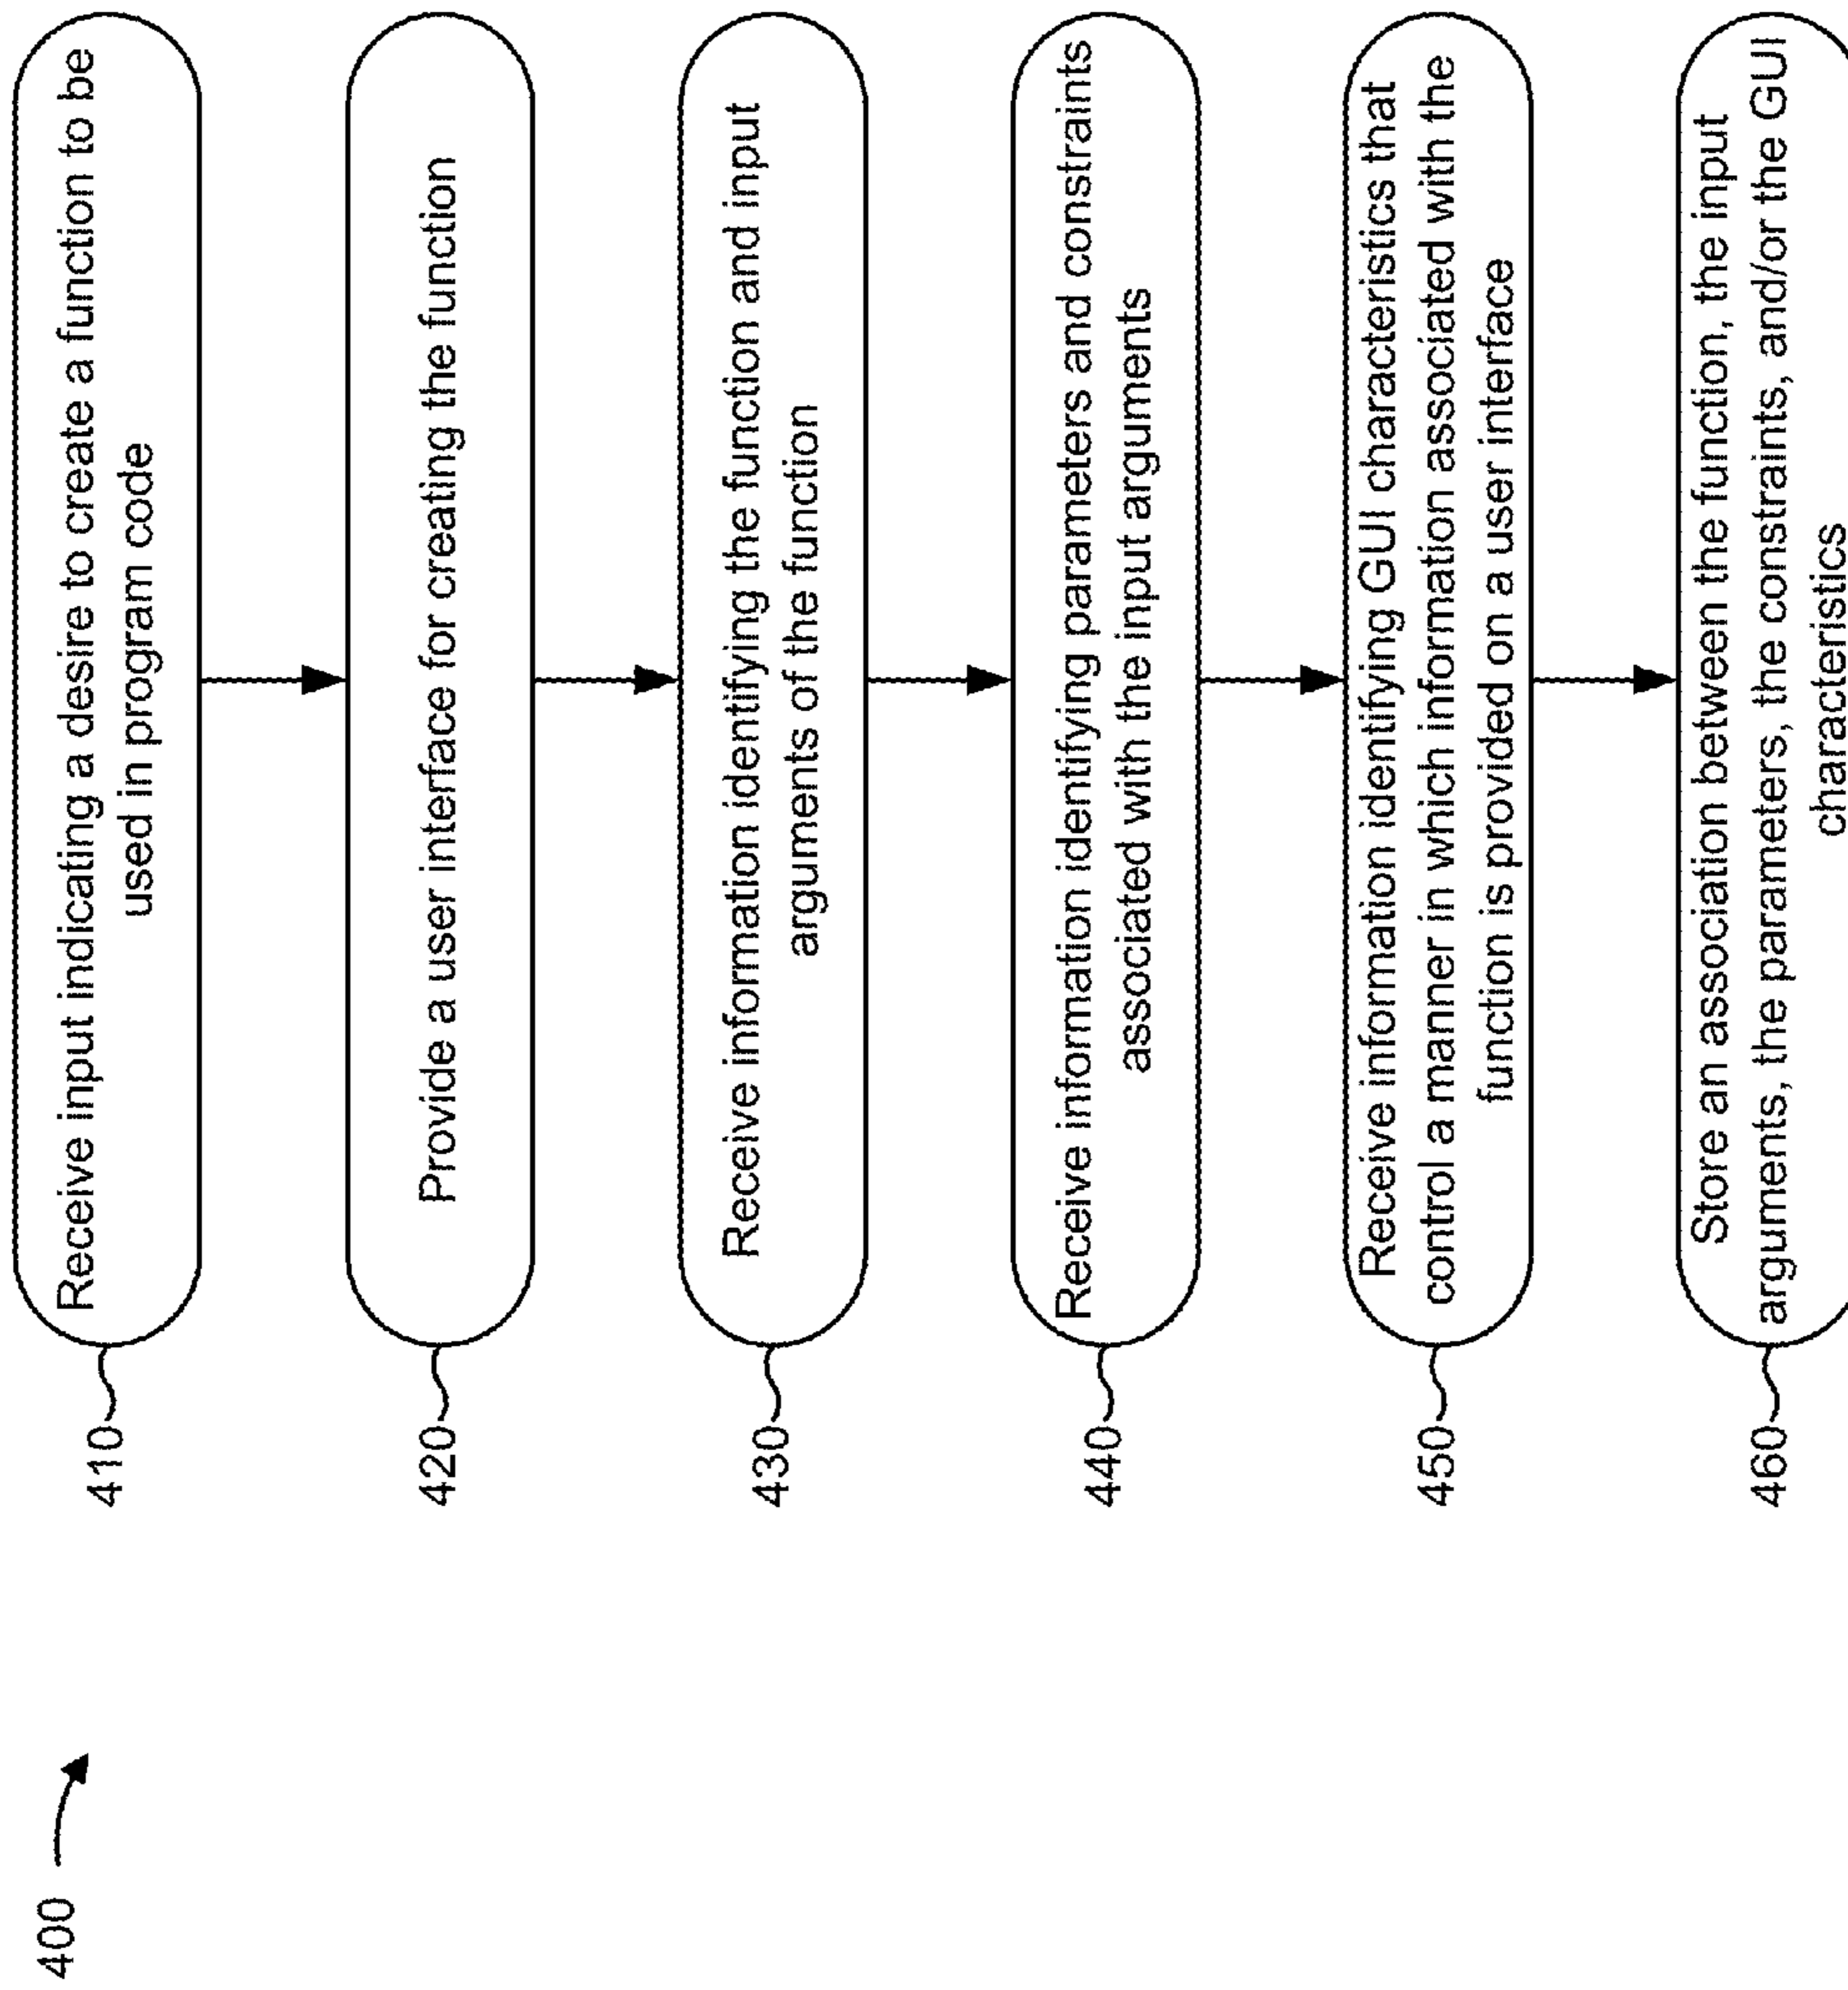 400
410
Receive input indicating a desire to create a function to be
used in program code
420
Provide a user interface for creating the function
430
Receive information identifying the function and input
arguments of the function
440
Receive information identifying parameters and constraints
associated with the input arguments
450
Receive information identifying GUI characteristics that
control a manner in which information associated with the
function is provided on a user interface
460
Store an association between the function, the input
arguments, the parameters, the constraints, and/or the GUI
characteristics